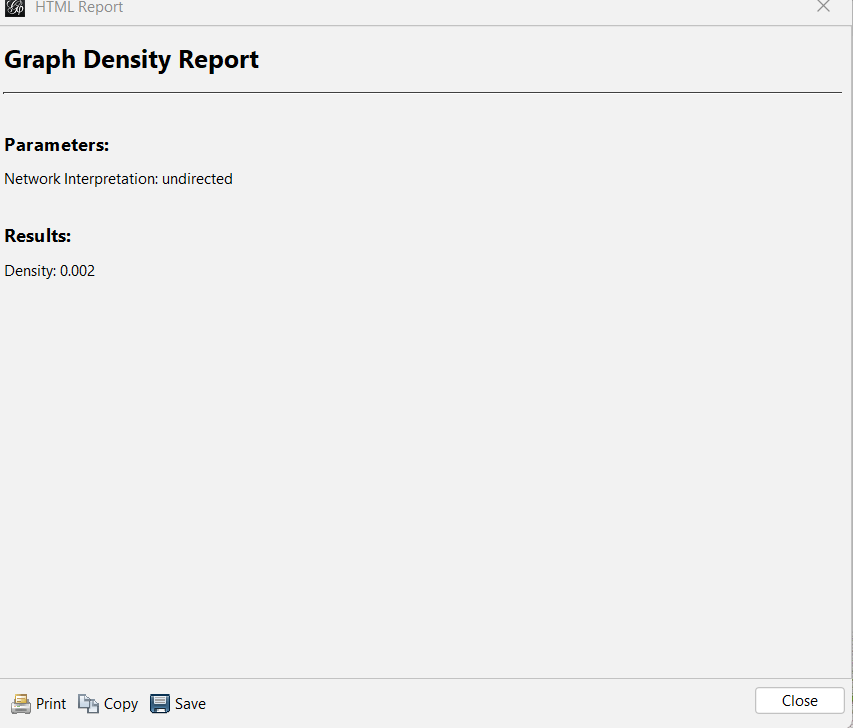 HTML Report
Graph Density Report
Parameters:
Network Interpretation: undirected
Results:
Density: 0.002
Print Copy Save Close